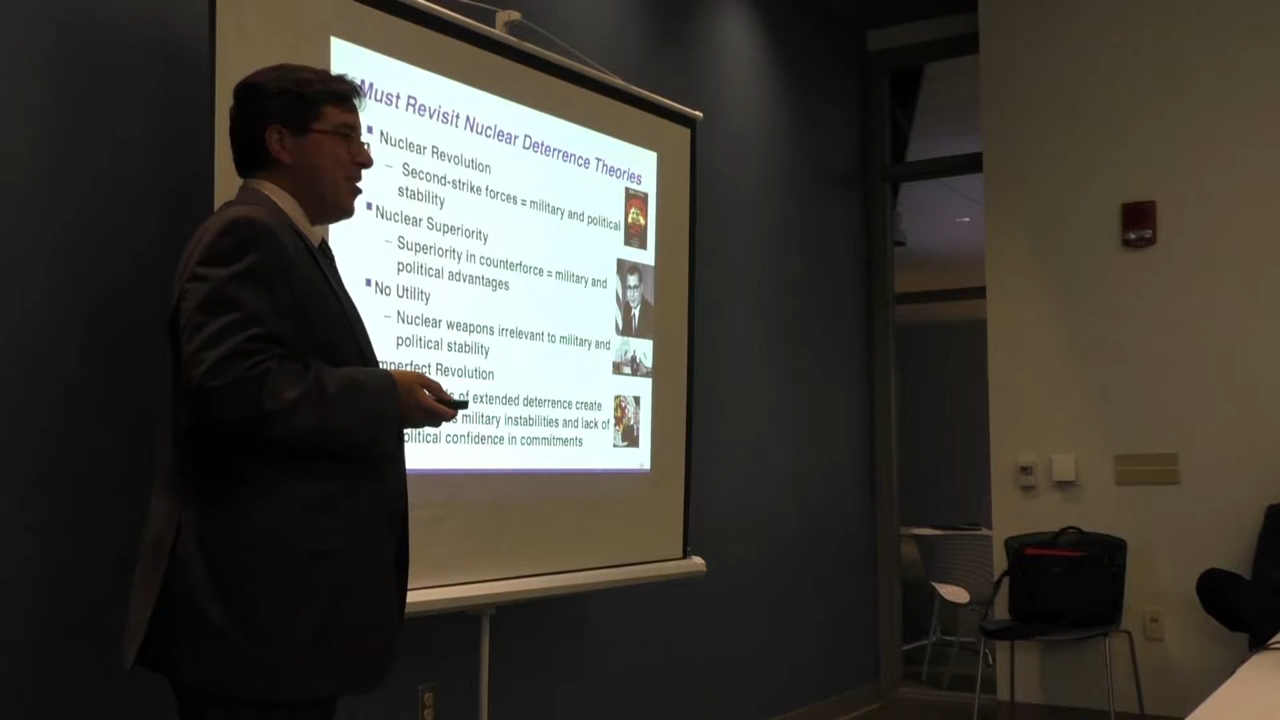 Must Revisit Nuclear Deterrence Theories
Nuclear Revolution
– Second-strike forces = military and political
stability
Nuclear Superiority
– Superiority in counterforce = military and
political advantages
No Utility
– Nuclear weapons irrelevant to military and
political stability
mperfect Revolution
of extended deterrence create
military instabilities and lack of
political confidence in commitments